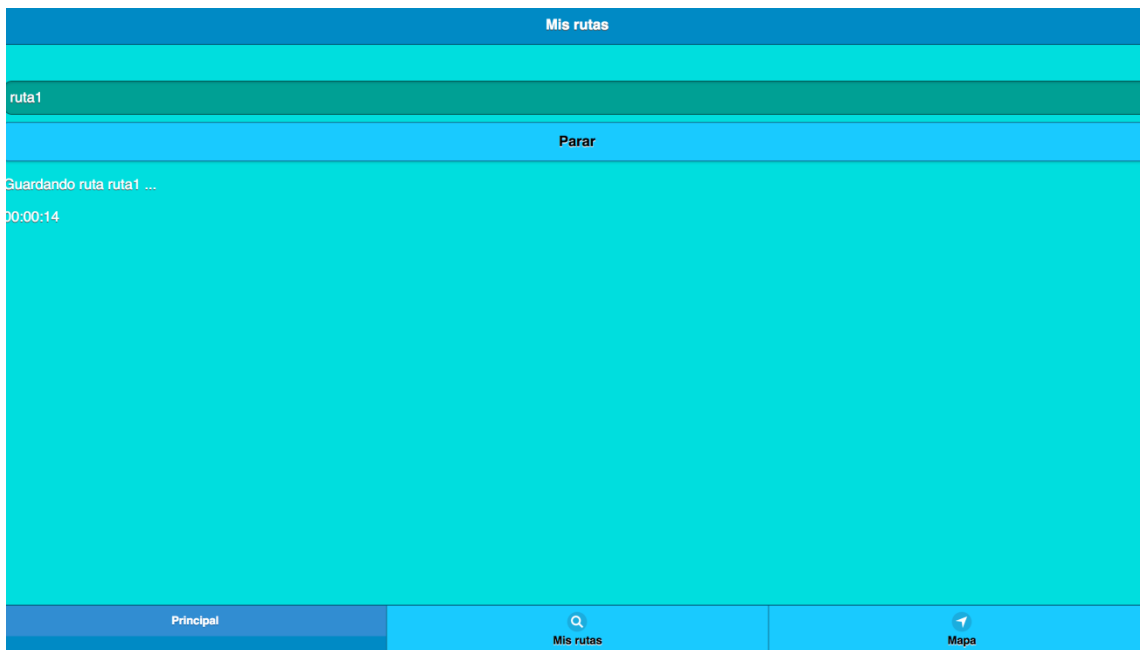 Mis rutas
ruta1
Parar
Guardando ruta ruta1 ...
00:00:14
Principal
Mis rutas
Mapa